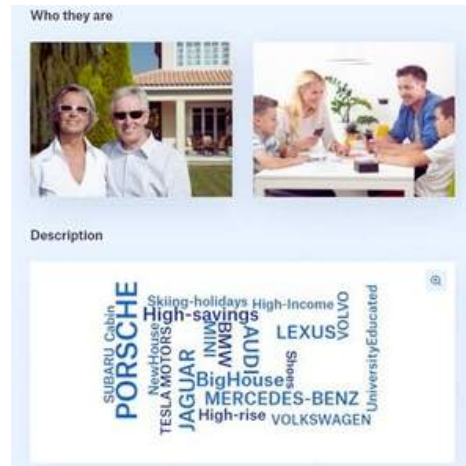 Who they are
Description
SUBARU
Cabin
PORSCHE
Skiing-holidays
High-Income
High-savings
NewHouse
TESLA MOTORS
JAGUAR
MINI
BMW
AUDI
LEXUS
VOLVO
UniversityEducated
Shoes
BigHouse
MERCEDES-BENZ
High-rise
VOLKSWAGEN